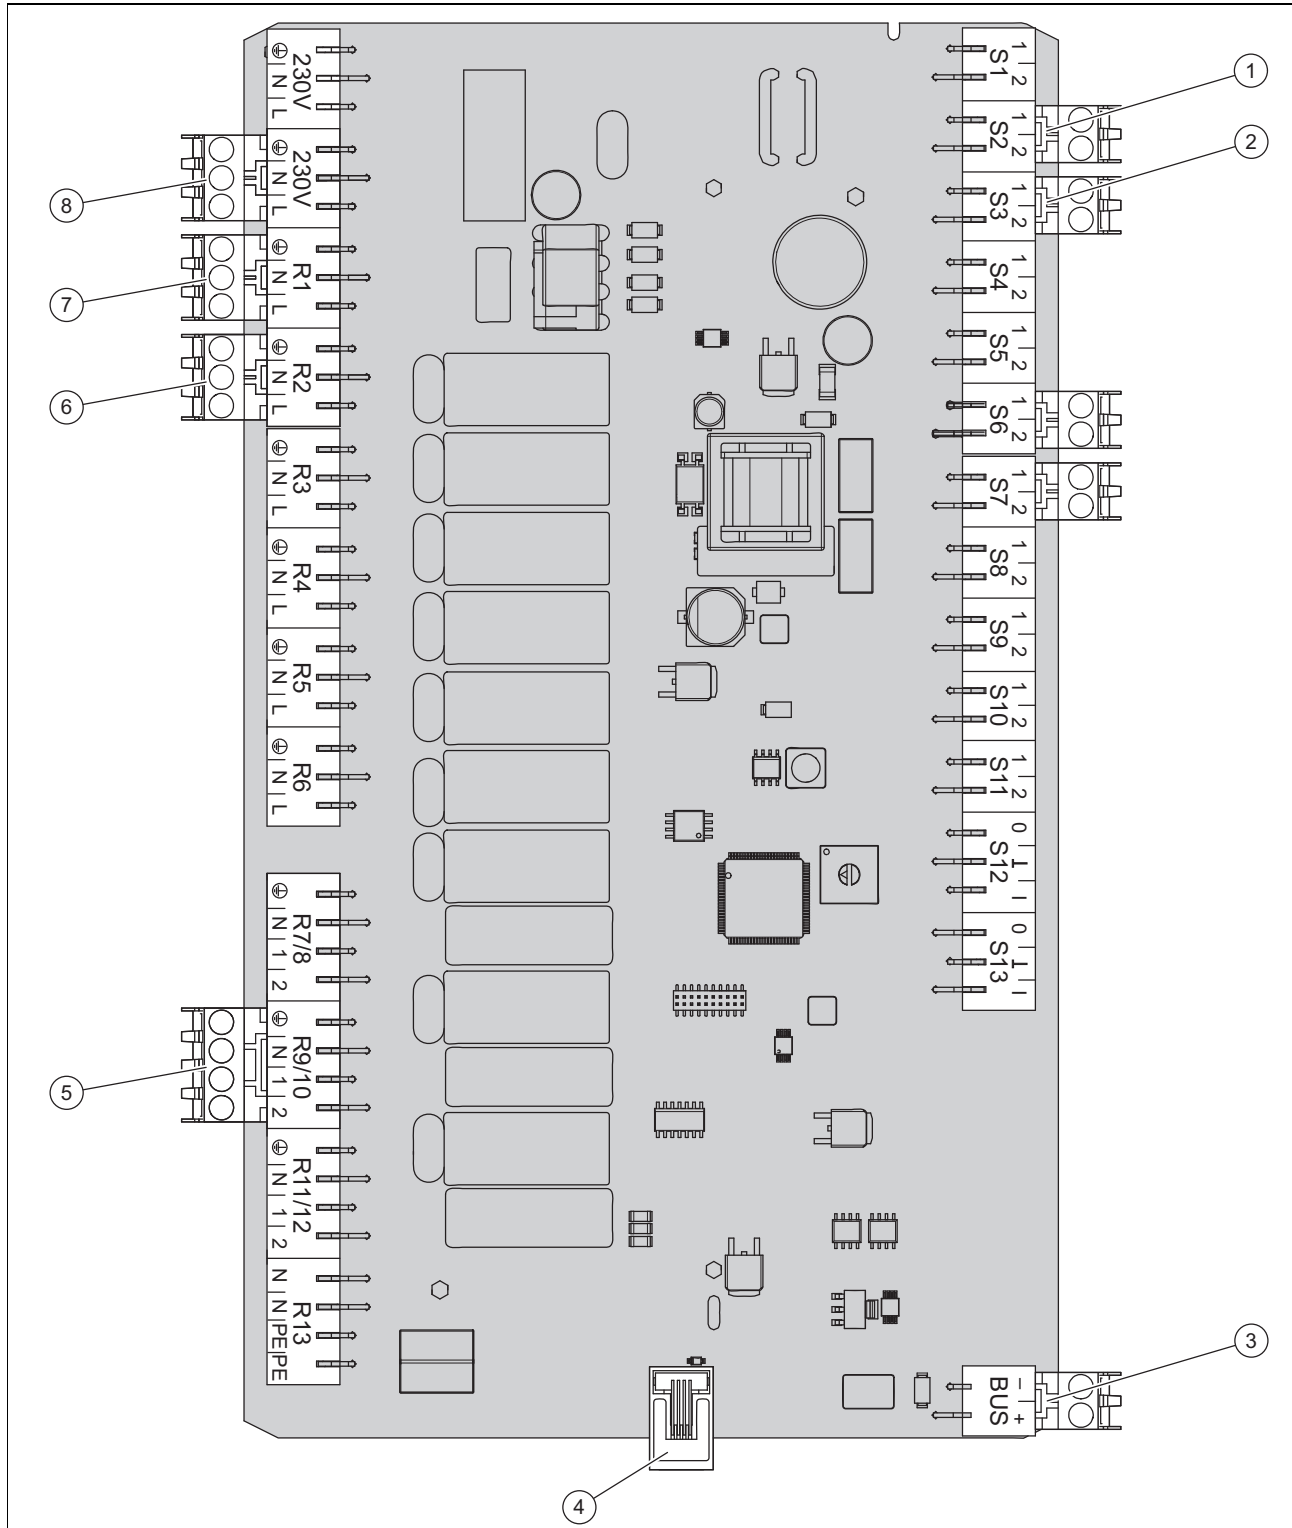 230V
⏚ N L
230V
⏚ N L
R1
⏚ N L
R2
⏚ N L
R3
⏚ N L
R4
⏚ N L
R5
⏚ N L
R6
⏚ N L
R7/8
⏚ N 1 2
R9/10
⏚ N 1 2
R11/12
⏚ N 1 2
R13
N N PE PE
1 2
S1
1 2
S2
1 2
S3
1 2
S4
1 2
S5
1 2
S6
1 2
S7
1 2
S8
1 2
S9
1 2
S10
1 2
S11
0 ⊥ I
S12
0 ⊥ I
S13
− +
BUS
1
2
3
4
5
6
7
8